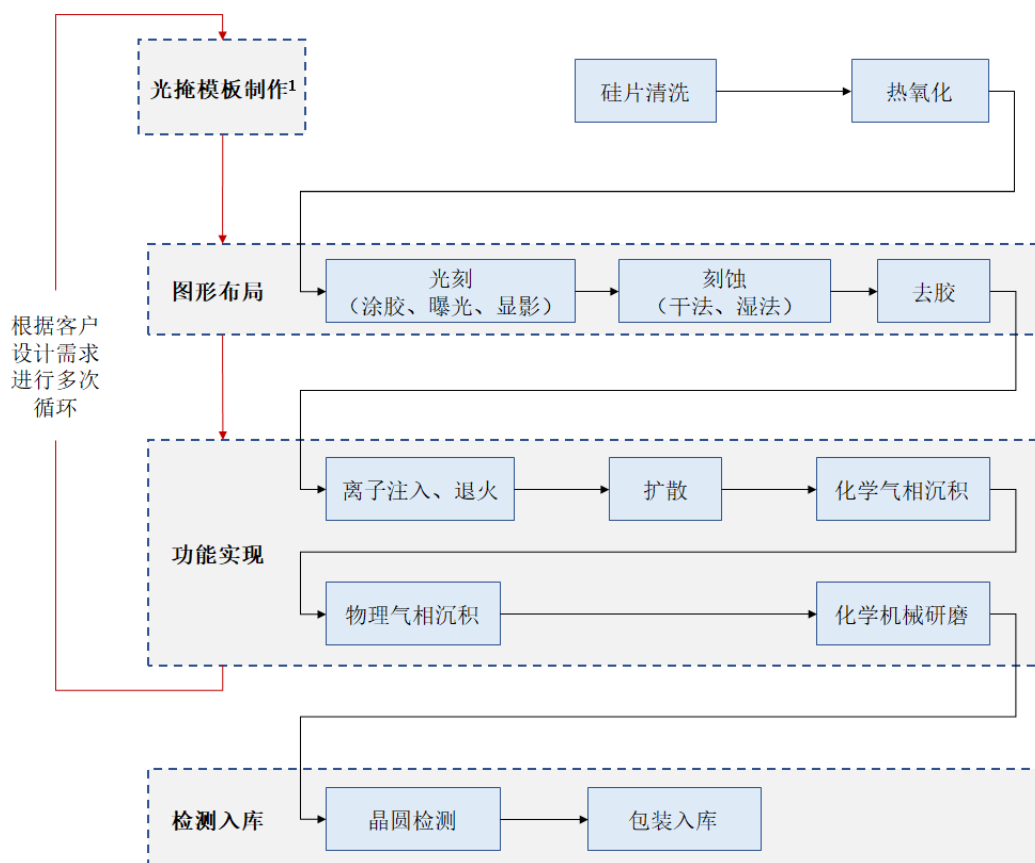 光掩模板制作1
硅片清洗
热氧化
图形布局
光刻
（涂胶、曝光、显影）
刻蚀
（干法、湿法）
去胶
根据客户
设计需求
进行多次
循环
功能实现
离子注入、退火
扩散
化学气相沉积
物理气相沉积
化学机械研磨
检测入库
晶圆检测
包装入库